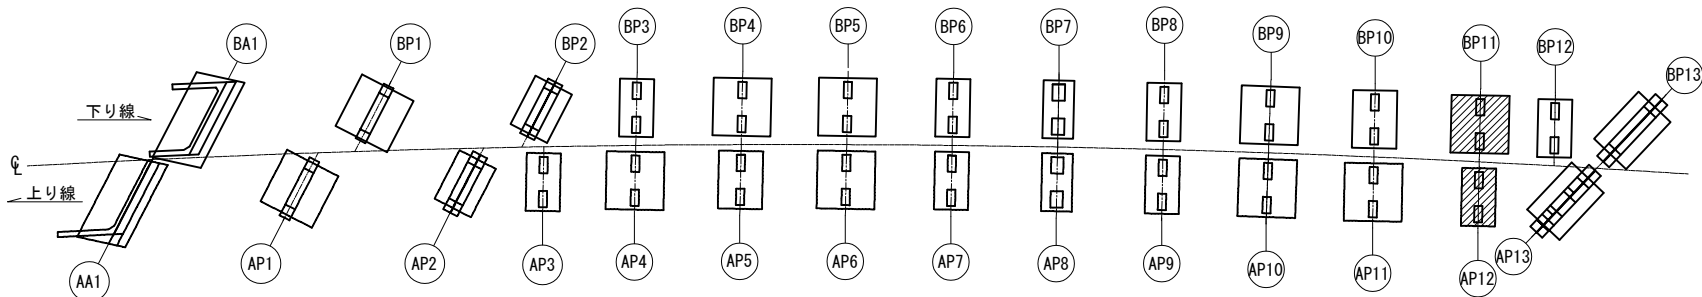 BA1
BP1
BP2
BP3
BP4
BP5
BP6
BP7
BP8
BP9
BP10
BP11
BP12
BP13
下り線
℄
上り線
AA1
AP1
AP2
AP3
AP4
AP5
AP6
AP7
AP8
AP9
AP10
AP11
AP12
AP13